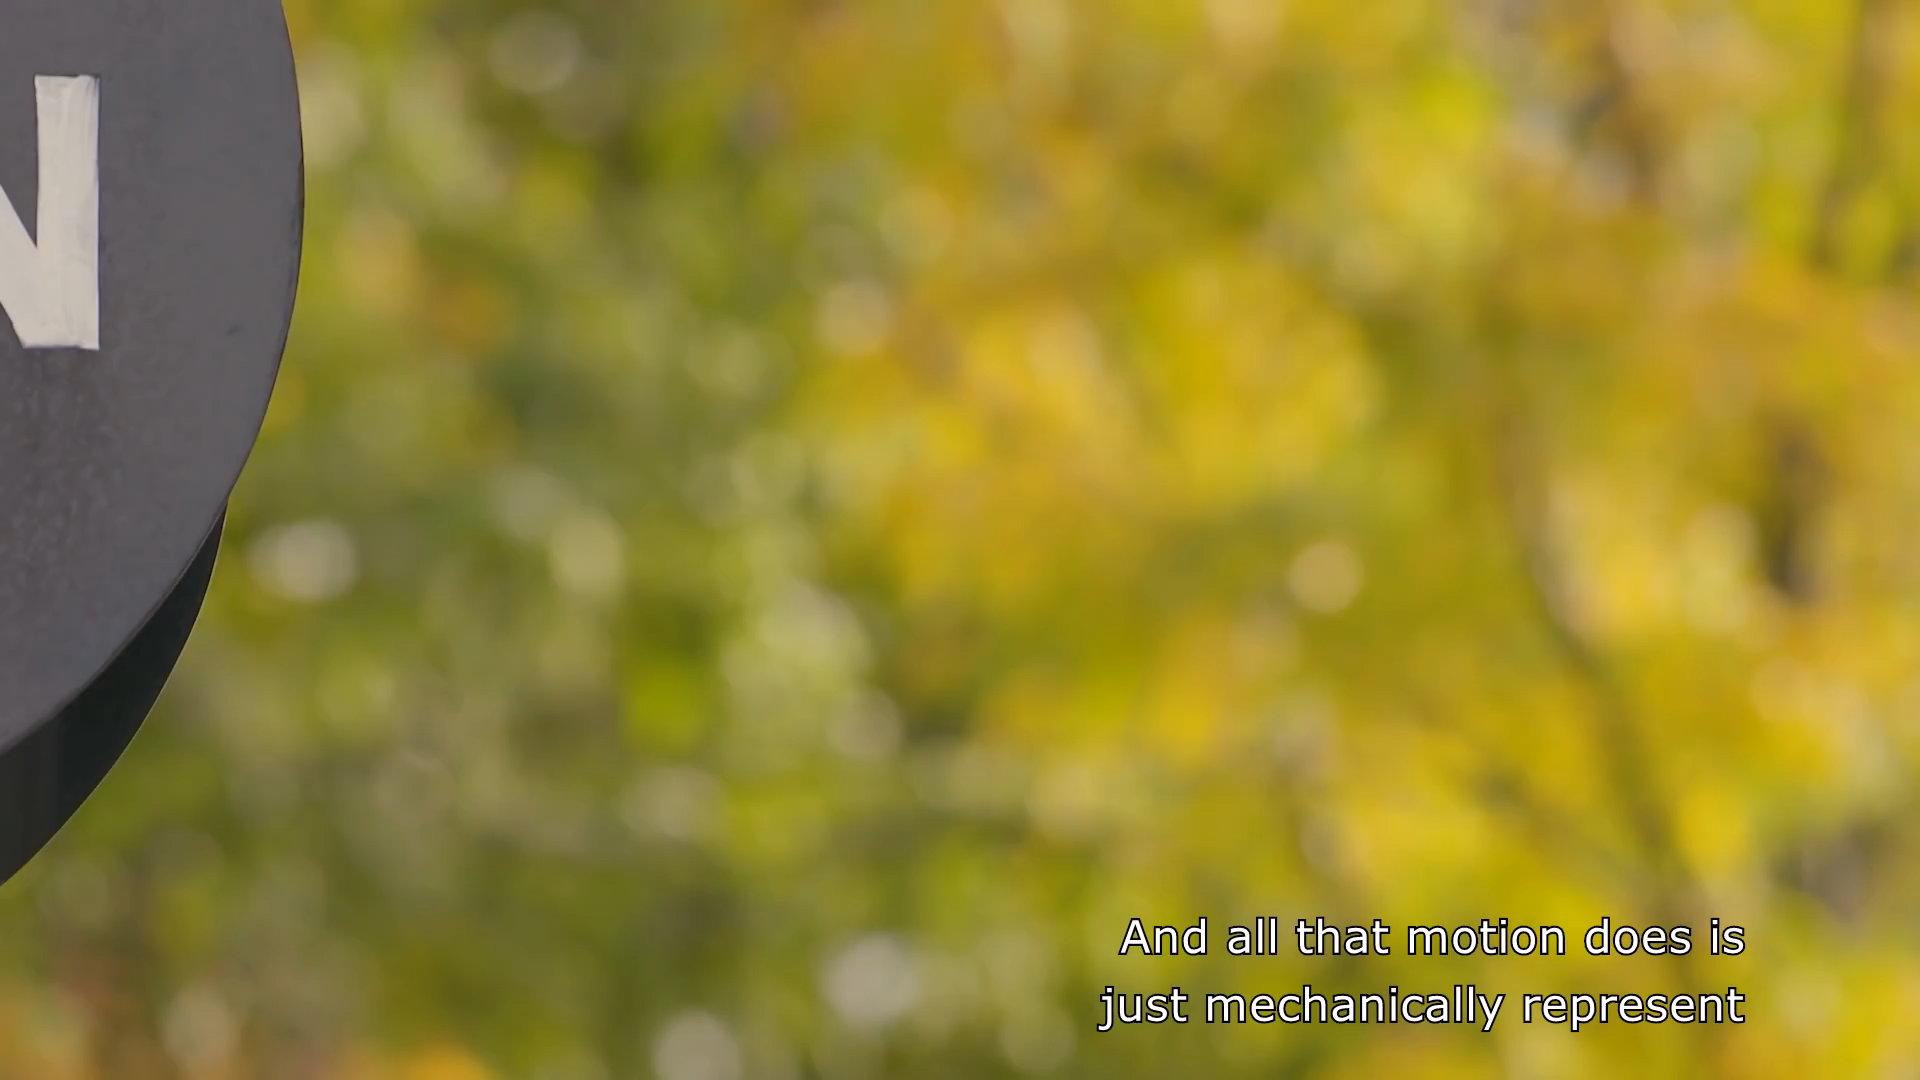 N
And all that motion does is
just mechanically represent